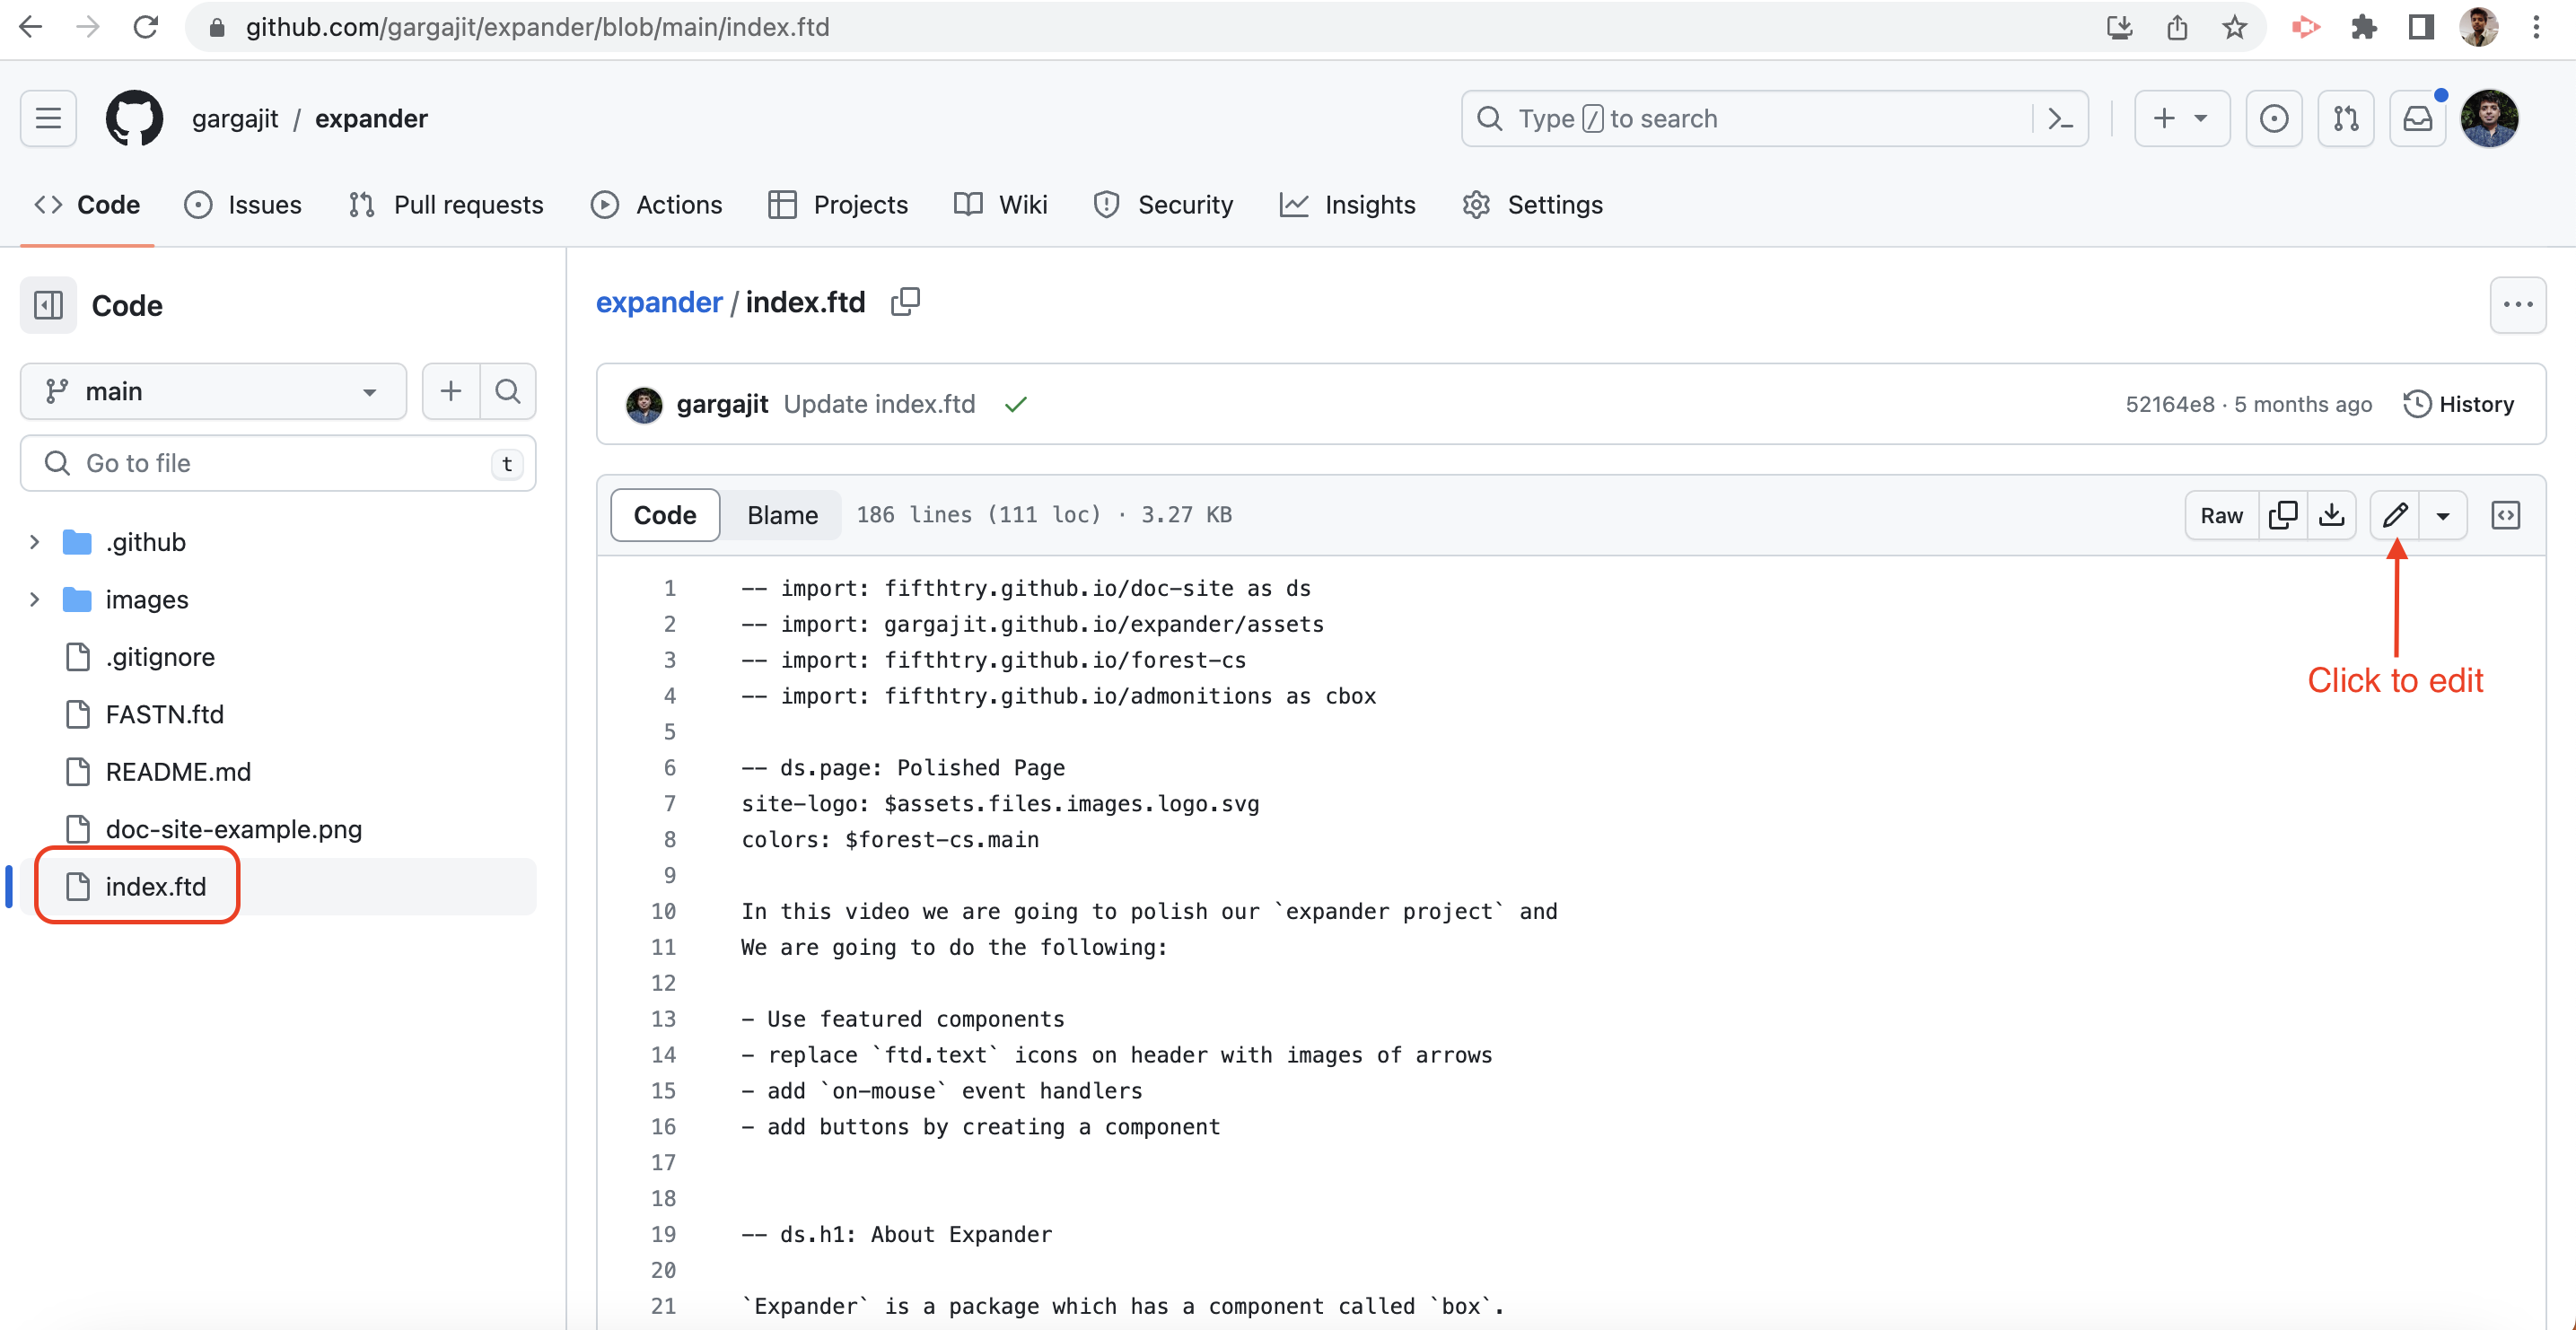 github.com/gargajit/expander/blob/main/index.ftd
gargajit / expander
Type / to search
Code Issues Pull requests Actions Projects Wiki Security Insights Settings
Code
main
Go to file t
.github
images
.gitignore
FASTN.ftd
README.md
doc-site-example.png
index.ftd
expander / index.ftd
gargajit Update index.ftd
52164e8 · 5 months ago History
Code Blame 186 lines (111 loc) · 3.27 KB Raw
Click to edit
1 -- import: fifthtry.github.io/doc-site as ds
2 -- import: gargajit.github.io/expander/assets
3 -- import: fifthtry.github.io/forest-cs
4 -- import: fifthtry.github.io/admonitions as cbox
5
6 -- ds.page: Polished Page
7 site-logo: $assets.files.images.logo.svg
8 colors: $forest-cs.main
9
10 In this video we are going to polish our `expander project` and
11 We are going to do the following:
12
13 - Use featured components
14 - replace `ftd.text` icons on header with images of arrows
15 - add `on-mouse` event handlers
16 - add buttons by creating a component
17
18
19 -- ds.h1: About Expander
20
21 `Expander` is a package which has a component called `box`.